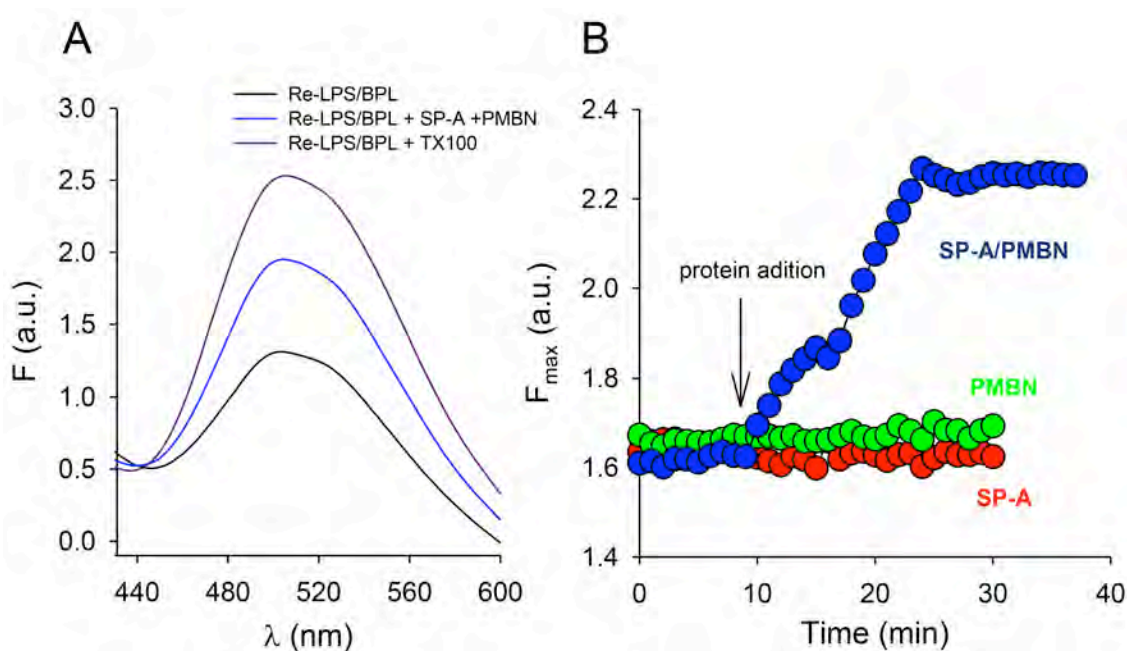 A
Re-LPS/BPL
Re-LPS/BPL + SP-A +PMBN
Re-LPS/BPL + TX100
3.0
2.5
2.0
1.5
1.0
0.5
0.0
F (a.u.)
440 480 520 560 600
λ (nm)
B
2.4
2.2
2.0
1.8
1.6
1.4
Fmax (a.u.)
protein adition
SP-A/PMBN
PMBN
SP-A
0 10 20 30 40
Time (min)